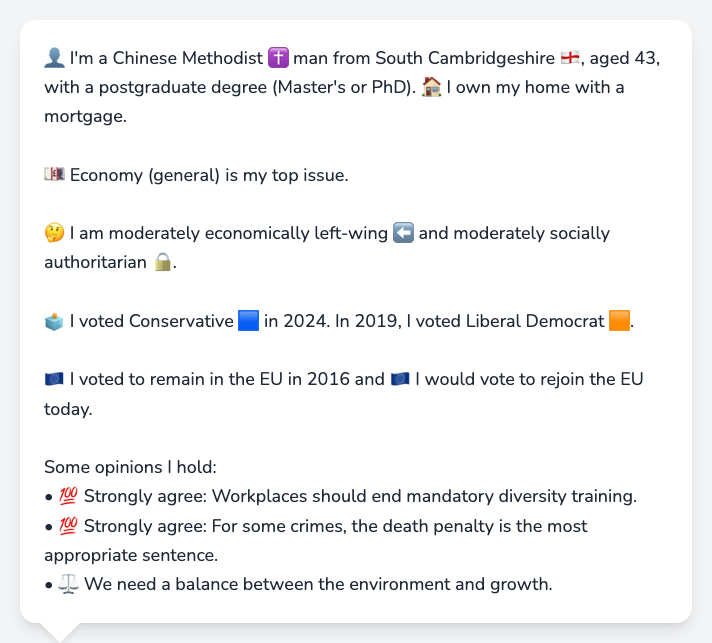 👤 I'm a Chinese Methodist ✝️ man from South Cambridgeshire 🏴󠁧󠁢󠁥󠁮󠁧󠁿, aged 43,
with a postgraduate degree (Master's or PhD). 🏠 I own my home with a
mortgage.
💷 Economy (general) is my top issue.
🤔 I am moderately economically left-wing ⬅️ and moderately socially
authoritarian 🔒.
🗳️ I voted Conservative 🟦 in 2024. In 2019, I voted Liberal Democrat 🟧.
🇪🇺 I voted to remain in the EU in 2016 and 🇪🇺 I would vote to rejoin the EU
today.
Some opinions I hold:
• 💯 Strongly agree: Workplaces should end mandatory diversity training.
• 💯 Strongly agree: For some crimes, the death penalty is the most
appropriate sentence.
• ⚖️ We need a balance between the environment and growth.